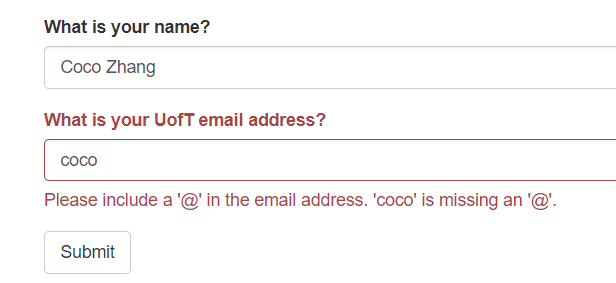 What is your name?
Coco Zhang
What is your UofT email address?
coco
Please include a '@' in the email address. 'coco' is missing an '@'.
Submit